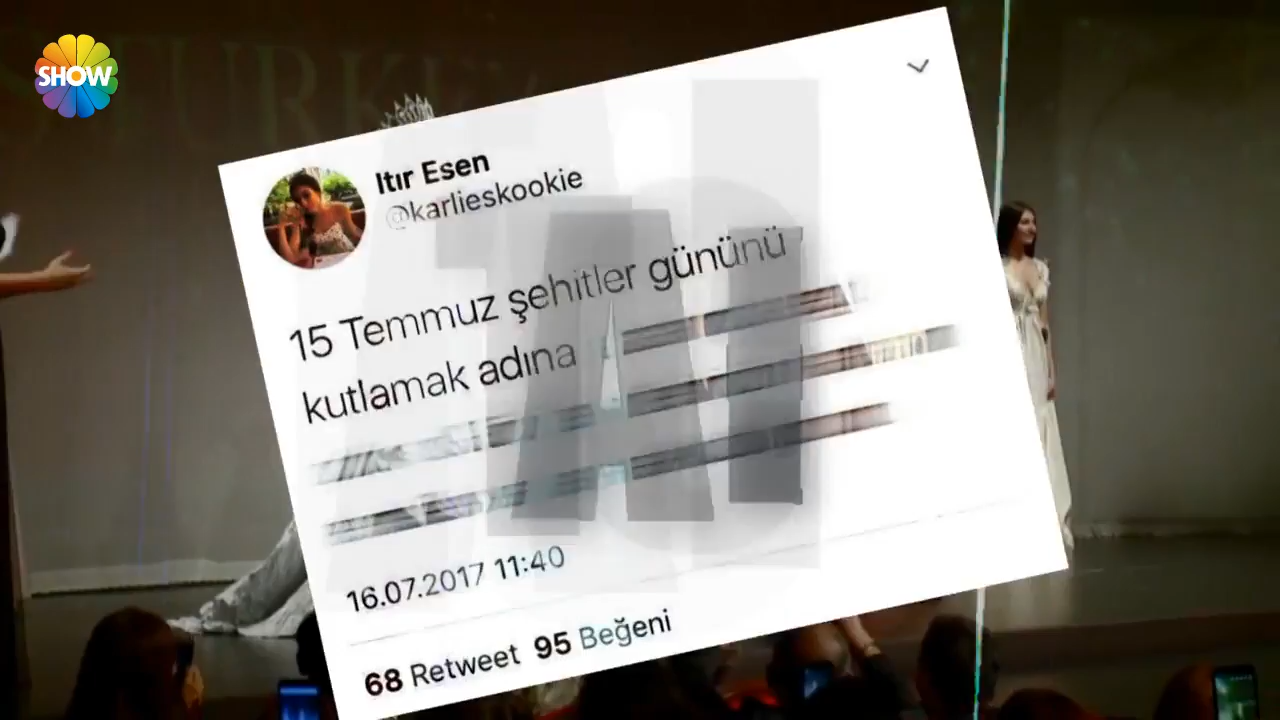 SHOW
Itır Esen
@karlieskookie
15 Temmuz şehitler gününü
kutlamak adına
16.07.2017 11:40
68 Retweet 95 Beğeni